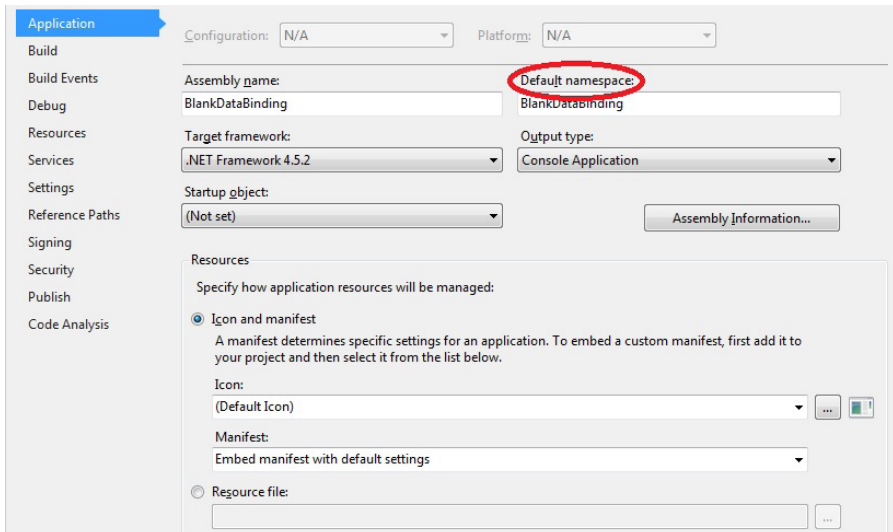 Application
Build
Build Events
Debug
Resources
Services
Settings
Reference Paths
Signing
Security
Publish
Code Analysis
Configuration: N/A Platform: N/A
Assembly name: Default namespace:
BlankDataBinding BlankDataBinding
Target framework: Output type:
.NET Framework 4.5.2 Console Application
Startup object:
(Not set) Assembly Information...
Resources
Specify how application resources will be managed:
Icon and manifest
A manifest determines specific settings for an application. To embed a custom manifest, first add it to
your project and then select it from the list below.
Icon:
(Default Icon) ...
Manifest:
Embed manifest with default settings
Resource file:
...